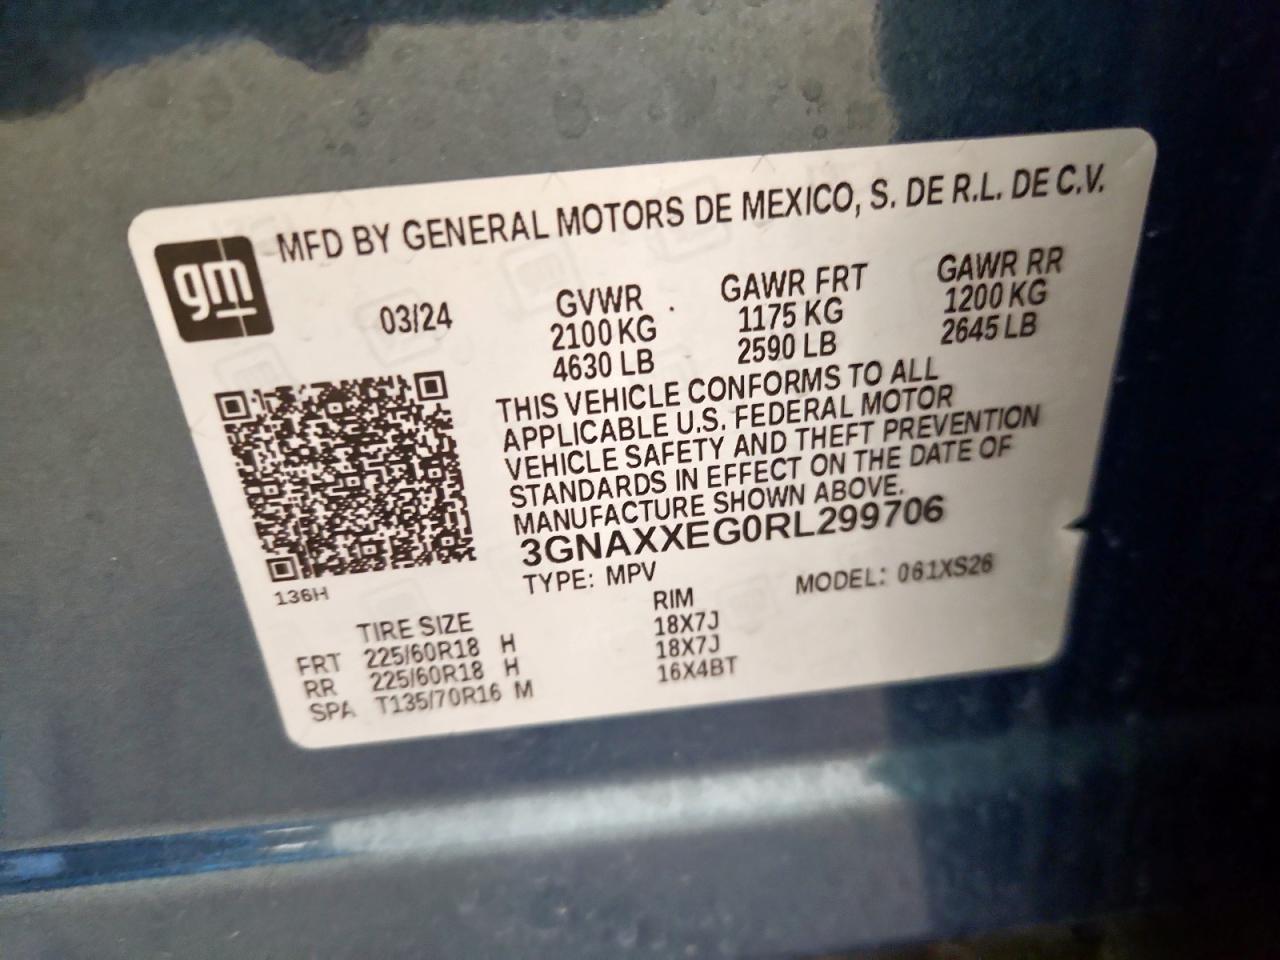 gm
MFD BY GENERAL MOTORS DE MEXICO, S. DE R.L. DE C.V.
03/24
GVWR GAWR FRT GAWR RR
2100 KG 1175 KG 1200 KG
4630 LB 2590 LB 2645 LB
THIS VEHICLE CONFORMS TO ALL
APPLICABLE U.S. FEDERAL MOTOR
VEHICLE SAFETY AND THEFT PREVENTION
STANDARDS IN EFFECT ON THE DATE OF
MANUFACTURE SHOWN ABOVE.
3GNAXXEG0RL299706
TYPE: MPV MODEL: 061XS26
136H
TIRE SIZE RIM
FRT 225/60R18 H 18X7J
RR 225/60R18 H 18X7J
SPA T135/70R16 M 16X4BT